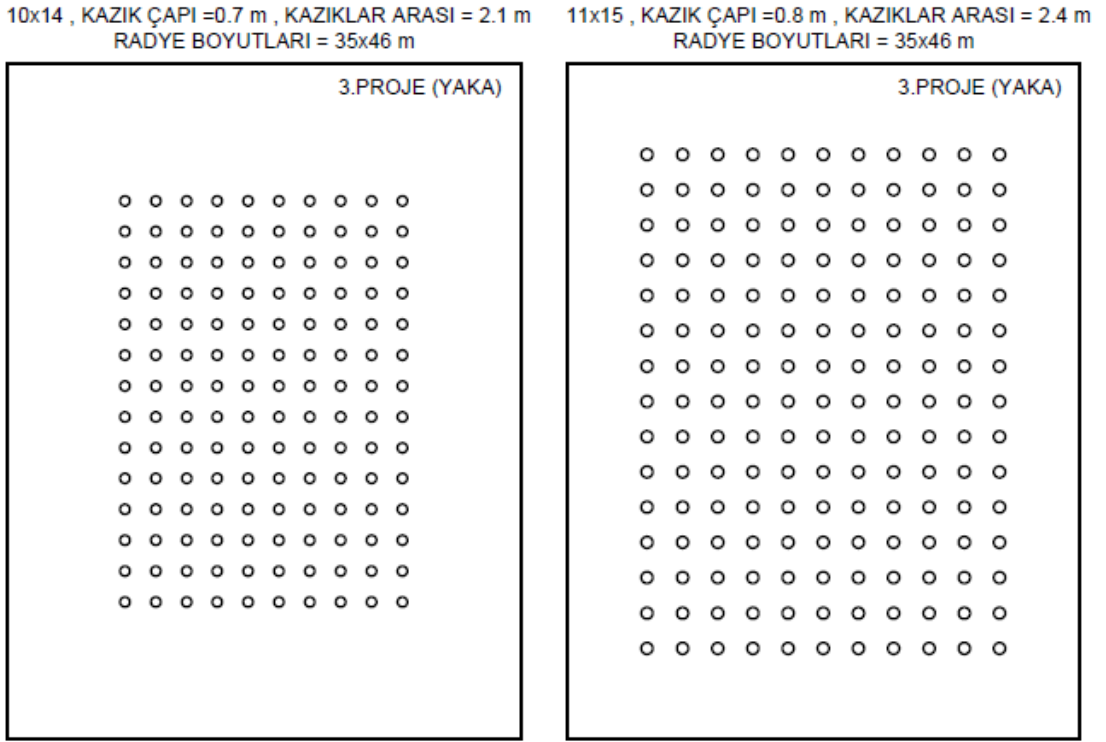 10x14 , KAZIK ÇAPI =0.7 m , KAZIKLAR ARASI = 2.1 m
RADYE BOYUTLARI = 35x46 m
3.PROJE (YAKA)
11x15 , KAZIK ÇAPI =0.8 m , KAZIKLAR ARASI = 2.4 m
RADYE BOYUTLARI = 35x46 m
3.PROJE (YAKA)